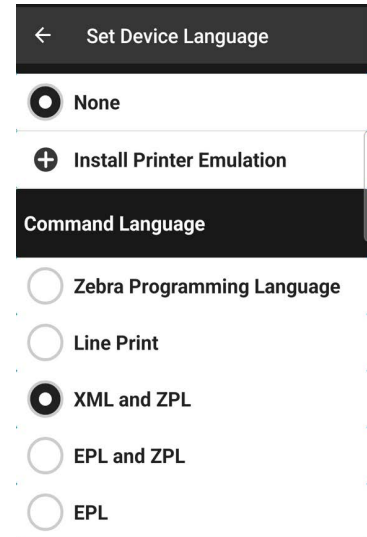 Set Device Language
None
Install Printer Emulation
Command Language
Zebra Programming Language
Line Print
XML and ZPL
EPL and ZPL
EPL